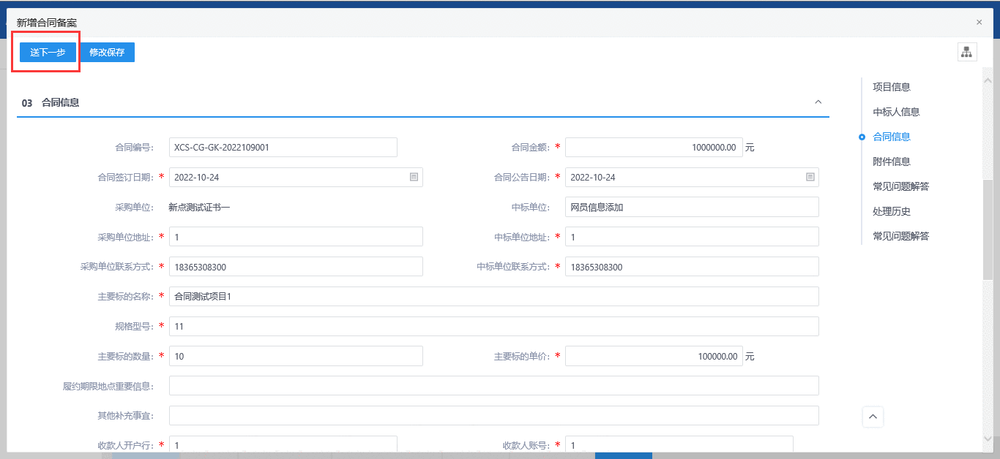 新增合同备案
×
送下一步 修改保存
03 合同信息
合同编号: XCS-CG-GK-2022109001 合同金额: * 1000000.00 元
合同签订日期: * 2022-10-24 合同公告日期: * 2022-10-24
采购单位: 新点测试证书一 中标单位: 网员信息添加
采购单位地址: * 1 中标单位地址: * 1
采购单位联系方式: * 18365308300 中标单位联系方式: * 18365308300
主要标的名称: * 合同测试项目1
规格型号: * 11
主要标的数量: * 10 主要标的单价: * 100000.00 元
履约期限地点重要信息:
其他补充事宜:
收款人开户行: * 1 收款人账号: * 1
项目信息
中标人信息
合同信息
附件信息
常见问题解答
处理历史
常见问题解答